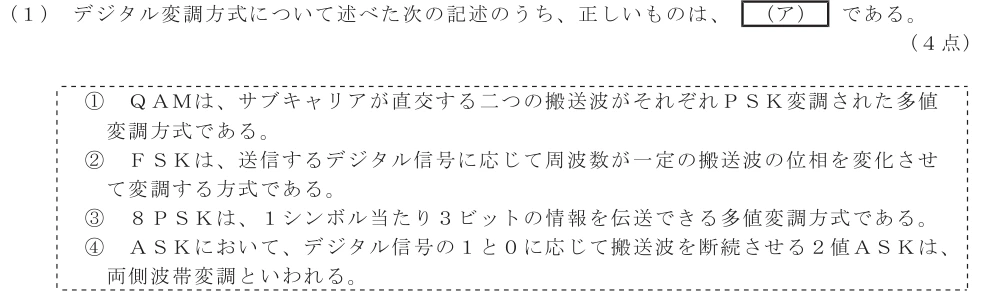 （１） デジタル変調方式について述べた次の記述のうち、正しいものは、 （ア） である。
（４点）
① ＱＡＭは、サブキャリアが直交する二つの搬送波がそれぞれＰＳＫ変調された多値
変調方式である。
② ＦＳＫは、送信するデジタル信号に応じて周波数が一定の搬送波の位相を変化させ
て変調する方式である。
③ ８ＰＳＫは、１シンボル当たり３ビットの情報を伝送できる多値変調方式である。
④ ＡＳＫにおいて、デジタル信号の１と０に応じて搬送波を断続させる２値ＡＳＫは、
両側波帯変調といわれる。